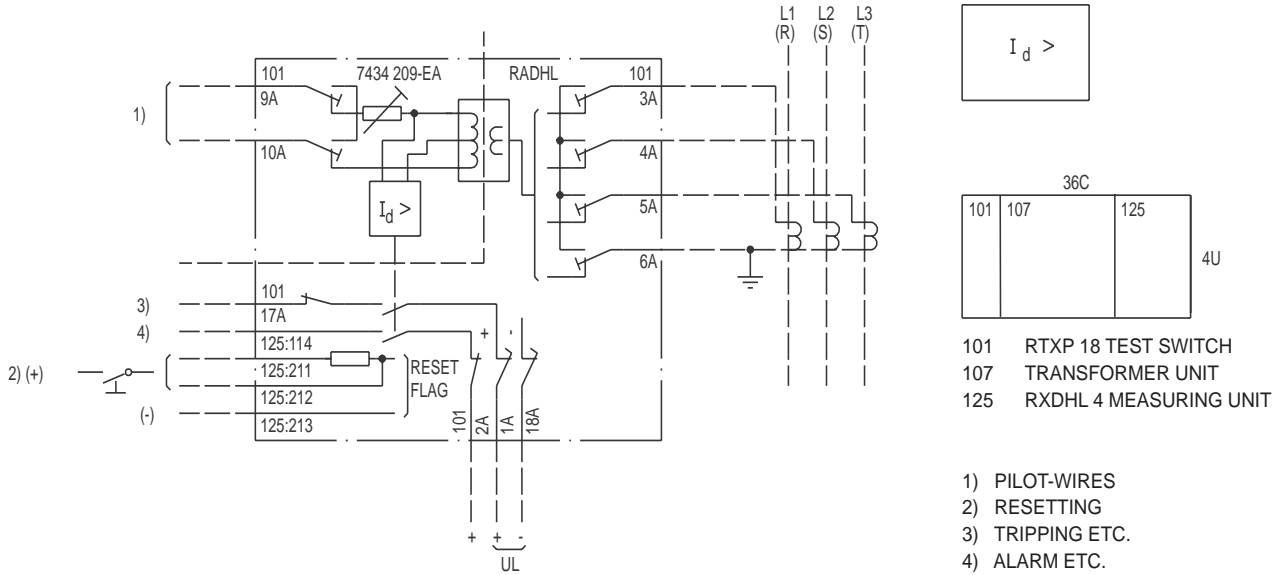 L1 L2 L3
(R) (S) (T)
I d >
101 7434 209-EA RADHL 101
9A 3A
1)
10A 4A
I d >
5A
6A
36C
101 107 125
4U
101
3)
17A
4)
125:114
+ -
2) (+)
125:211
RESET
FLAG
125:212
(-)
125:213
101 2A 1A 18A
+ + -
UL
101 RTXP 18 TEST SWITCH
107 TRANSFORMER UNIT
125 RXDHL 4 MEASURING UNIT
1) PILOT-WIRES
2) RESETTING
3) TRIPPING ETC.
4) ALARM ETC.